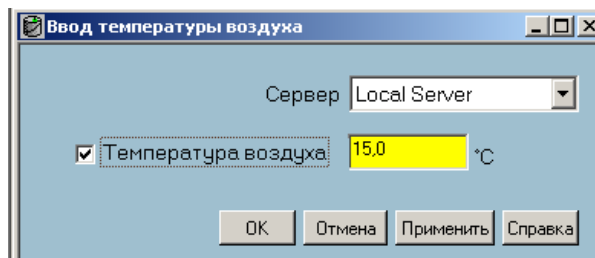 Ввод температуры воздуха
Сервер Local Server
Температура воздуха 15,0 °C
OK Отмена Применить Справка